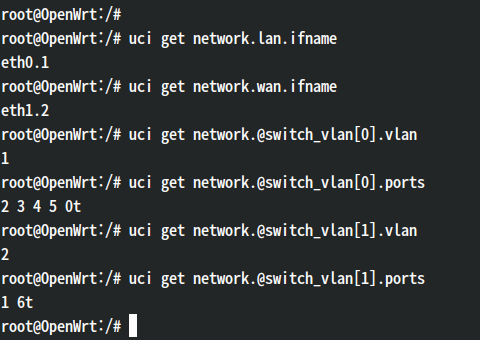 root@OpenWrt:/#
root@OpenWrt:/# uci get network.lan.ifname
eth0.1
root@OpenWrt:/# uci get network.wan.ifname
eth1.2
root@OpenWrt:/# uci get network.@switch_vlan[0].vlan
1
root@OpenWrt:/# uci get network.@switch_vlan[0].ports
2 3 4 5 0t
root@OpenWrt:/# uci get network.@switch_vlan[1].vlan
2
root@OpenWrt:/# uci get network.@switch_vlan[1].ports
1 6t
root@OpenWrt:/#